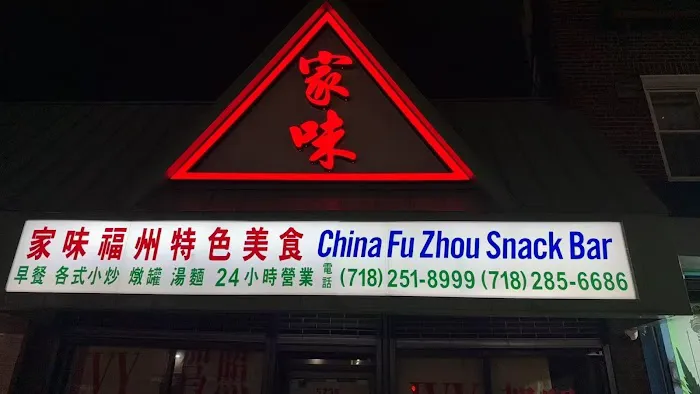 家
味
家味福州特色美食 China Fu Zhou Snack Bar
早餐 各式小炒 燉罐 湯麵 24小時營業 電話 (718) 251-8999 (718) 285-6686